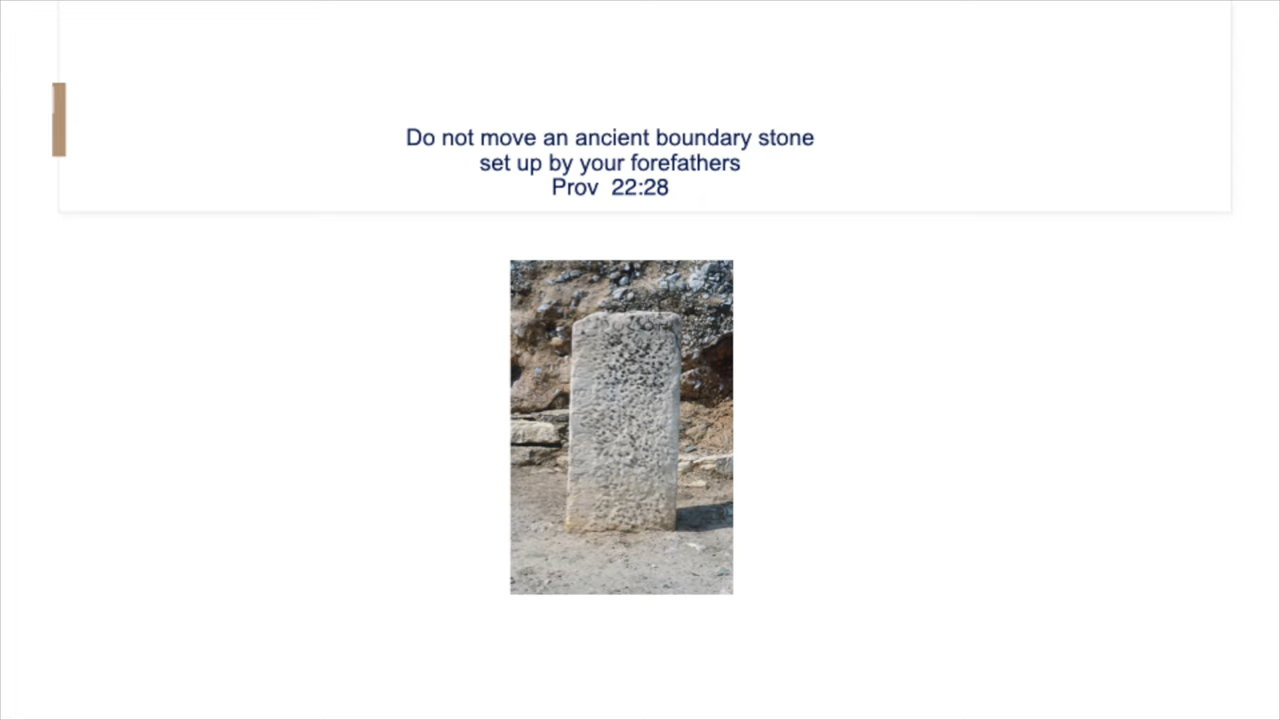 Do not move an ancient boundary stone
set up by your forefathers
Prov  22:28